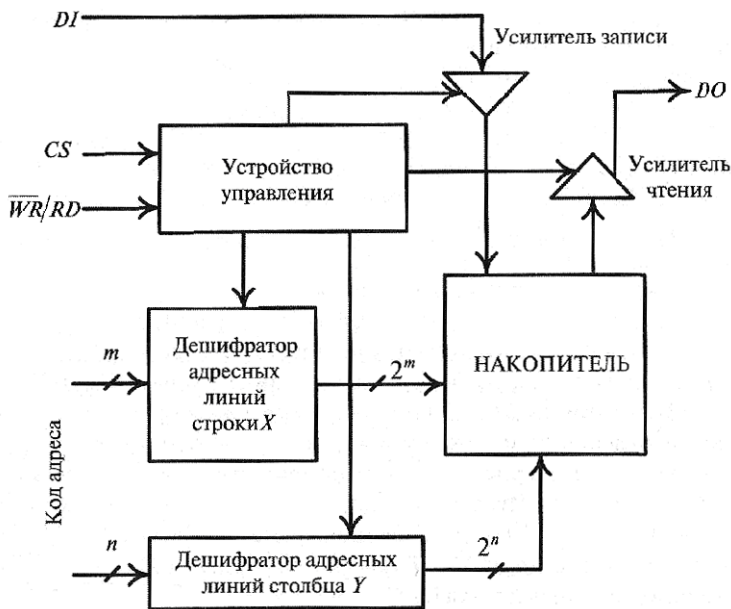 DI
Усилитель записи
DO
CS
Устройство
управления
Усилитель
чтения
W̅R̅/RD
m
Дешифратор
адресных
линий
строки X
2^m
НАКОПИТЕЛЬ
Код адреса
n
Дешифратор адресных
линий столбца Y
2^n